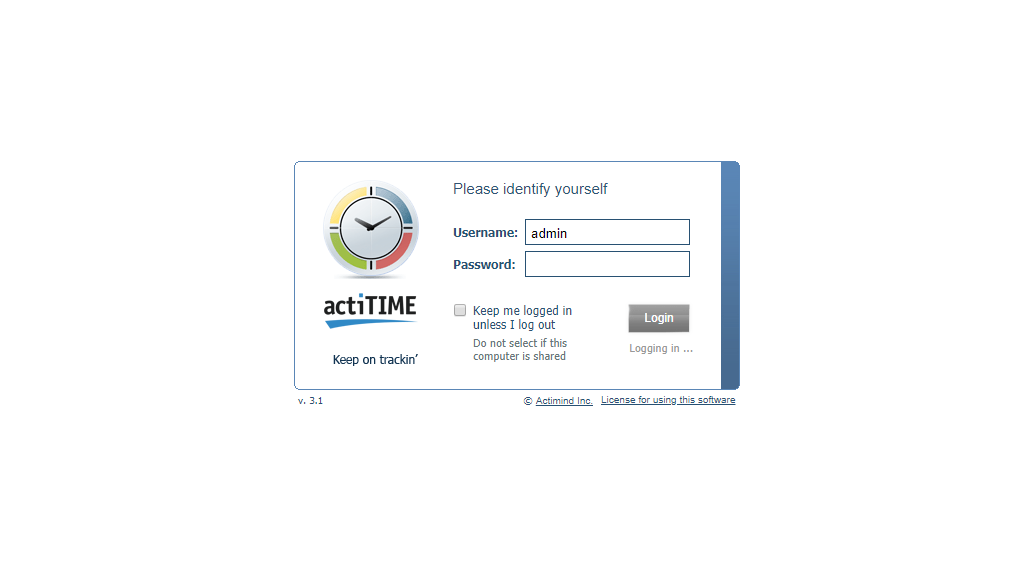 Please identify yourself
Username: admin
Password:
actiTIME
Keep me logged in
unless I log out
Login
Do not select if this
computer is shared
Logging in ...
Keep on trackin'
v. 3.1
© Actimind Inc. License for using this software